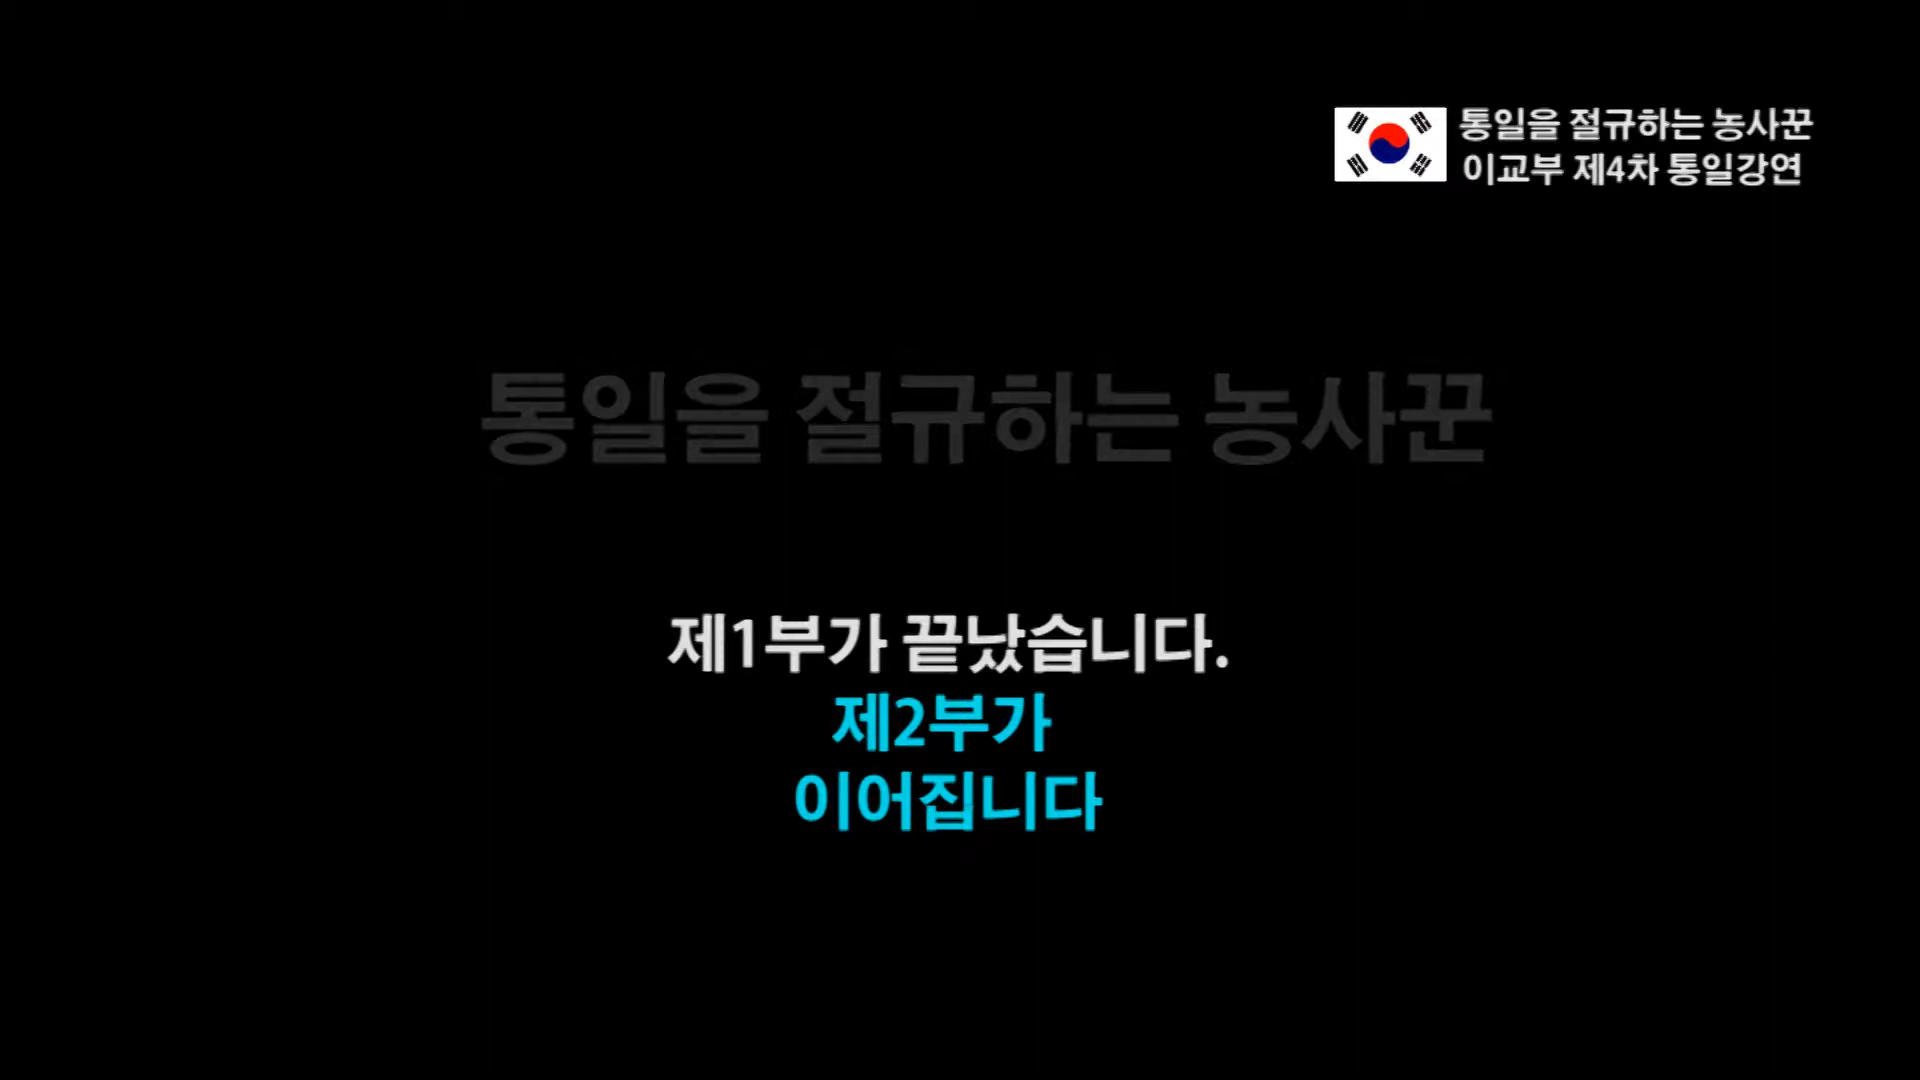 통일을 절규하는 농사꾼
이교부 제4차 통일강연
통일을 절규하는 농사꾼
제1부가 끝났습니다.
제2부가
이어집니다